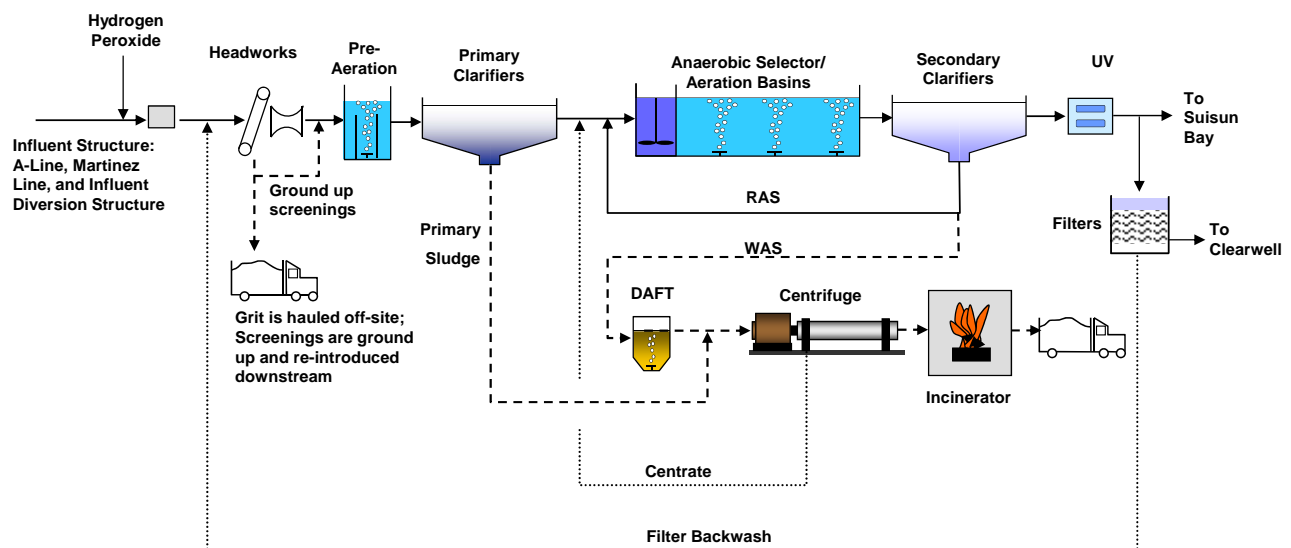 Hydrogen
Peroxide
Headworks
Pre-
Aeration
Primary
Clarifiers
Anaerobic Selector/
Aeration Basins
Secondary
Clarifiers
UV
To
Suisun
Bay
Influent Structure:
A-Line, Martinez
Line, and Influent
Diversion Structure
Ground up
screenings
RAS
Primary
Sludge
WAS
Filters
To
Clearwell
Grit is hauled off-site;
Screenings are ground
up and re-introduced
downstream
DAFT
Centrifuge
Incinerator
Centrate
Filter Backwash